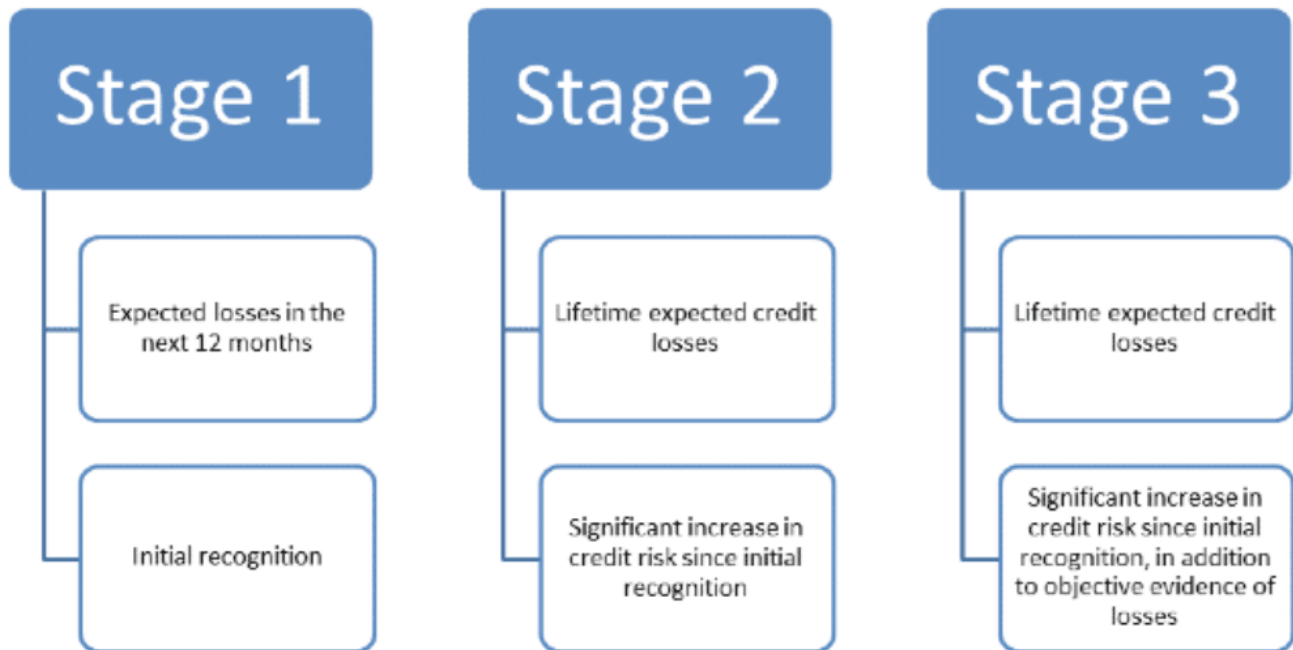 Stage 1
Expected losses in the
next 12 months
Initial recognition
Stage 2
Lifetime expected credit
losses
Significant increase in
credit risk since initial
recognition
Stage 3
Lifetime expected credit
losses
Significant increase in
credit risk since initial
recognition, in addition
to objective evidence of
losses